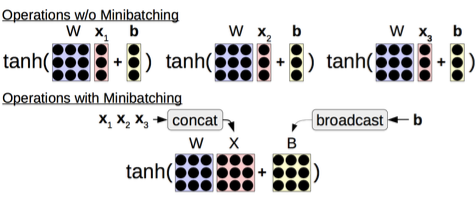 Operations w/o Minibatching
W x₁ b W x₂ b W x₃ b
tanh( + ) tanh( + ) tanh( + )
Operations with Minibatching
x₁ x₂ x₃ concat broadcast b
W X B
tanh( + )